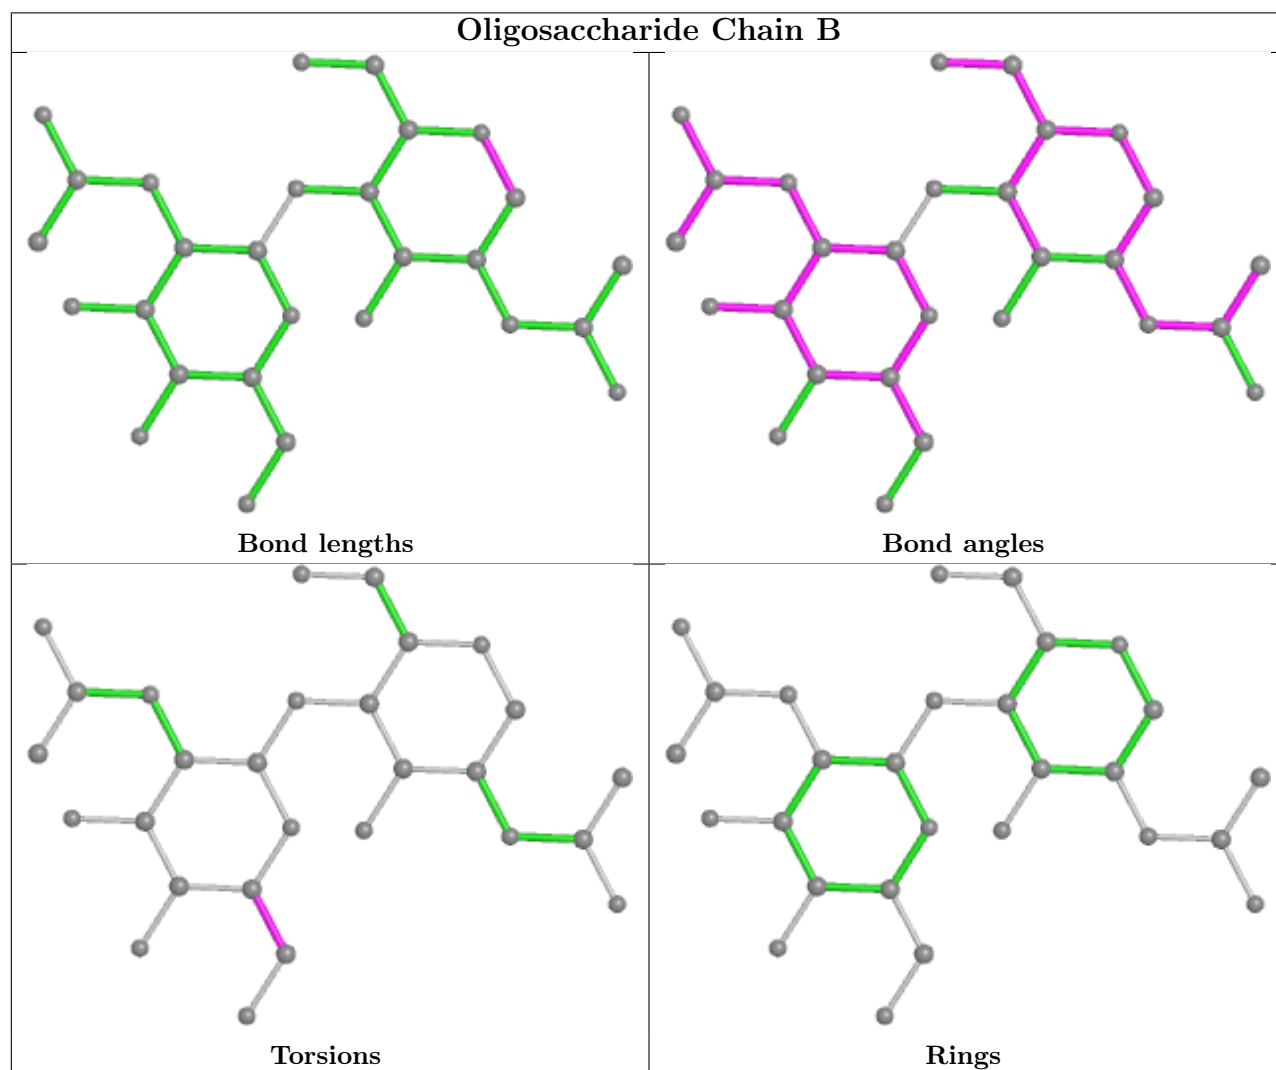 Oligosaccharide Chain B
Bond lengths
Bond angles
Torsions
Rings